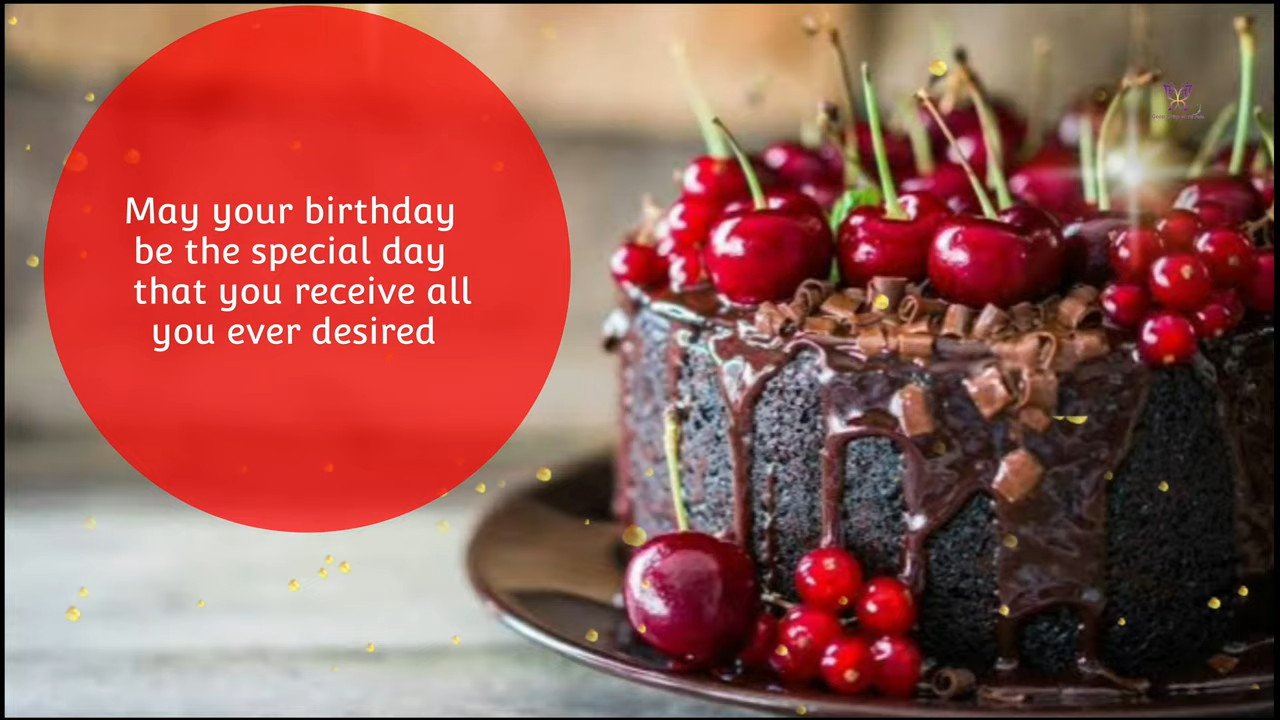 May your birthday
be the special day
that you receive all
you ever desired